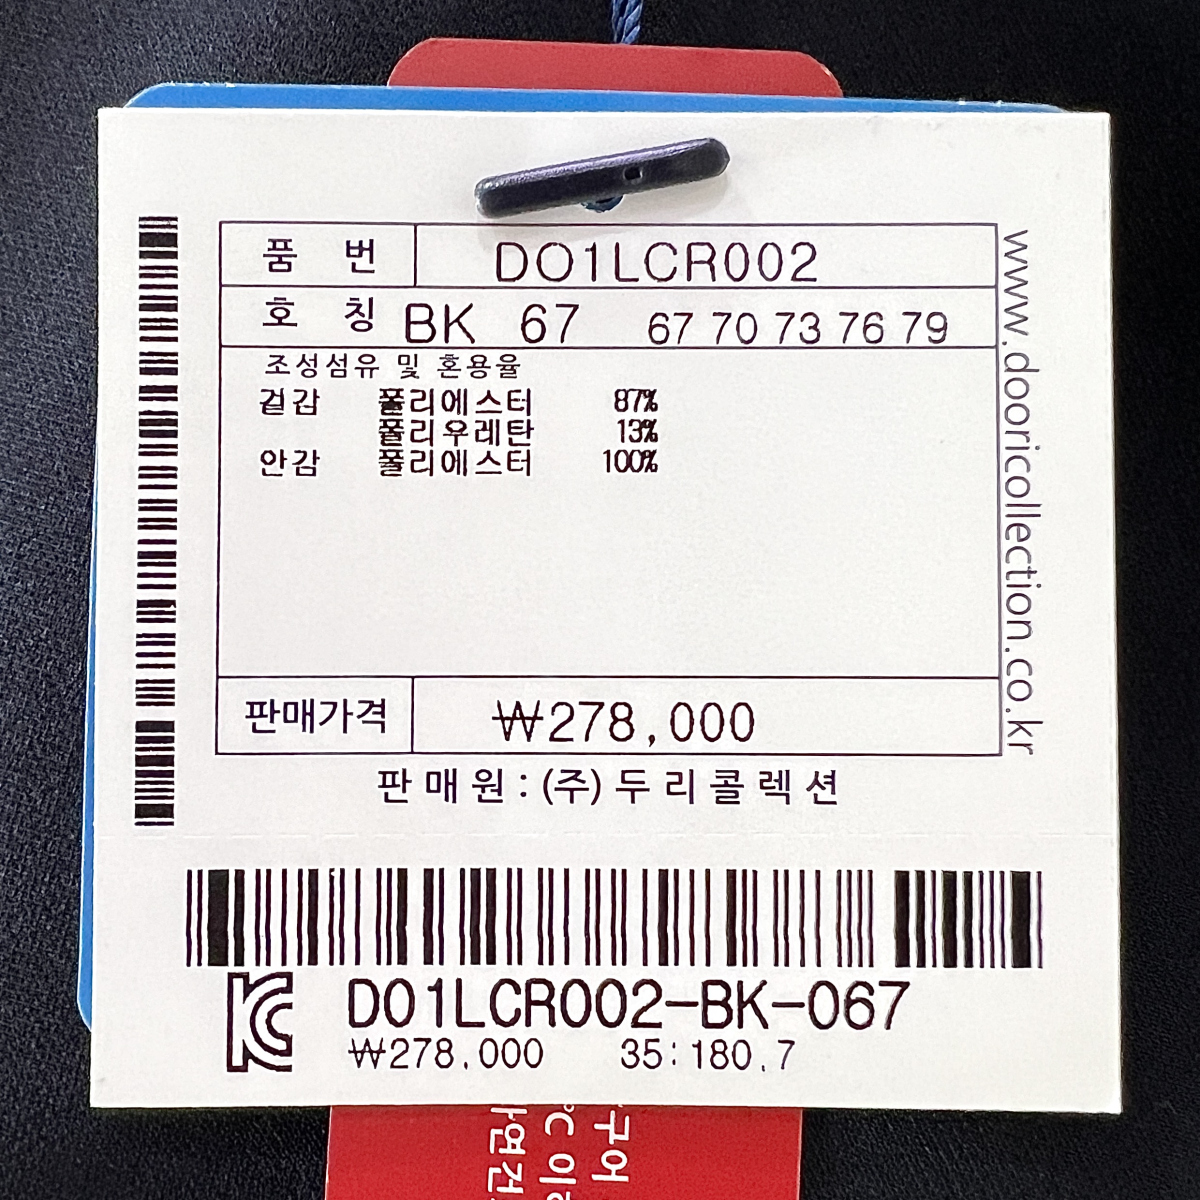 품 번 DO1LCR002
호 칭 BK 67 67 70 73 76 79
조성섬유 및 혼용율
겉감 폴리에스터 87%
폴리우레탄 13%
안감 폴리에스터 100%
판매가격 ₩278,000
판매원 : (주)두리콜렉션
www.dooricollection.co.kr
DO1LCR002-BK-067
₩278,000 35:180.7